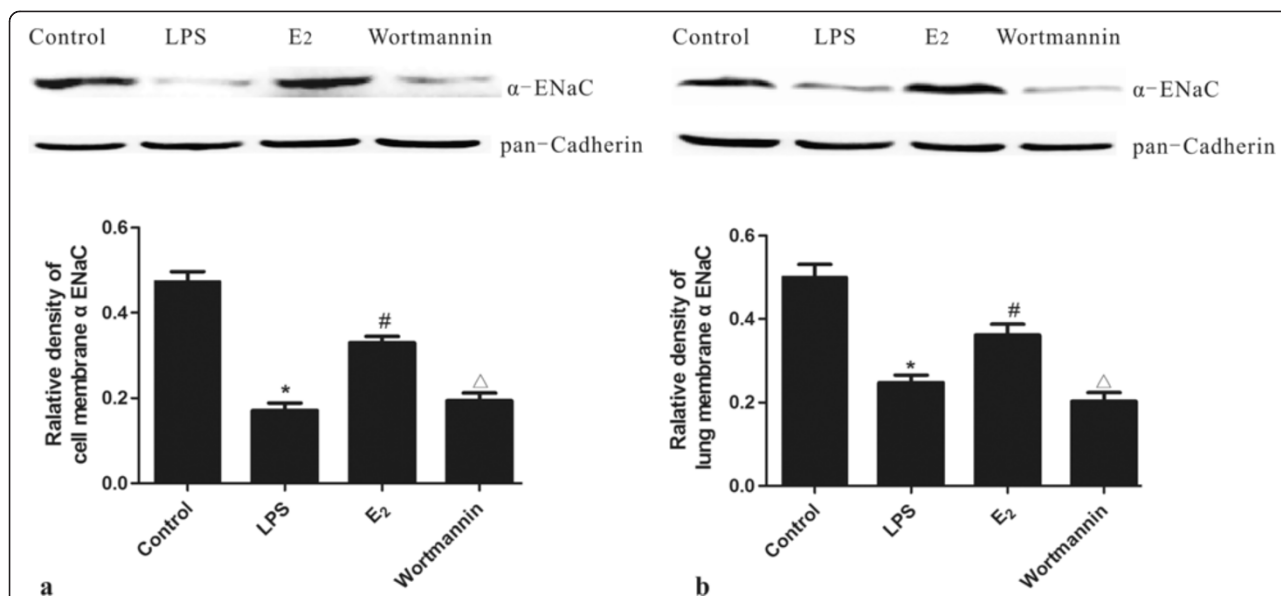 Control LPS E2 Wortmannin
α-ENaC
pan-Cadherin
Ralative density of
cell membrane α ENaC
0.6
0.4
0.2
0.0
*
#
△
Control
LPS
E2
Wortmannin
a
Control LPS E2 Wortmannin
α-ENaC
pan-Cadherin
Ralative density of
lung membrane α ENaC
0.6
0.4
0.2
0.0
*
#
△
Control
LPS
E2
Wortmannin
b